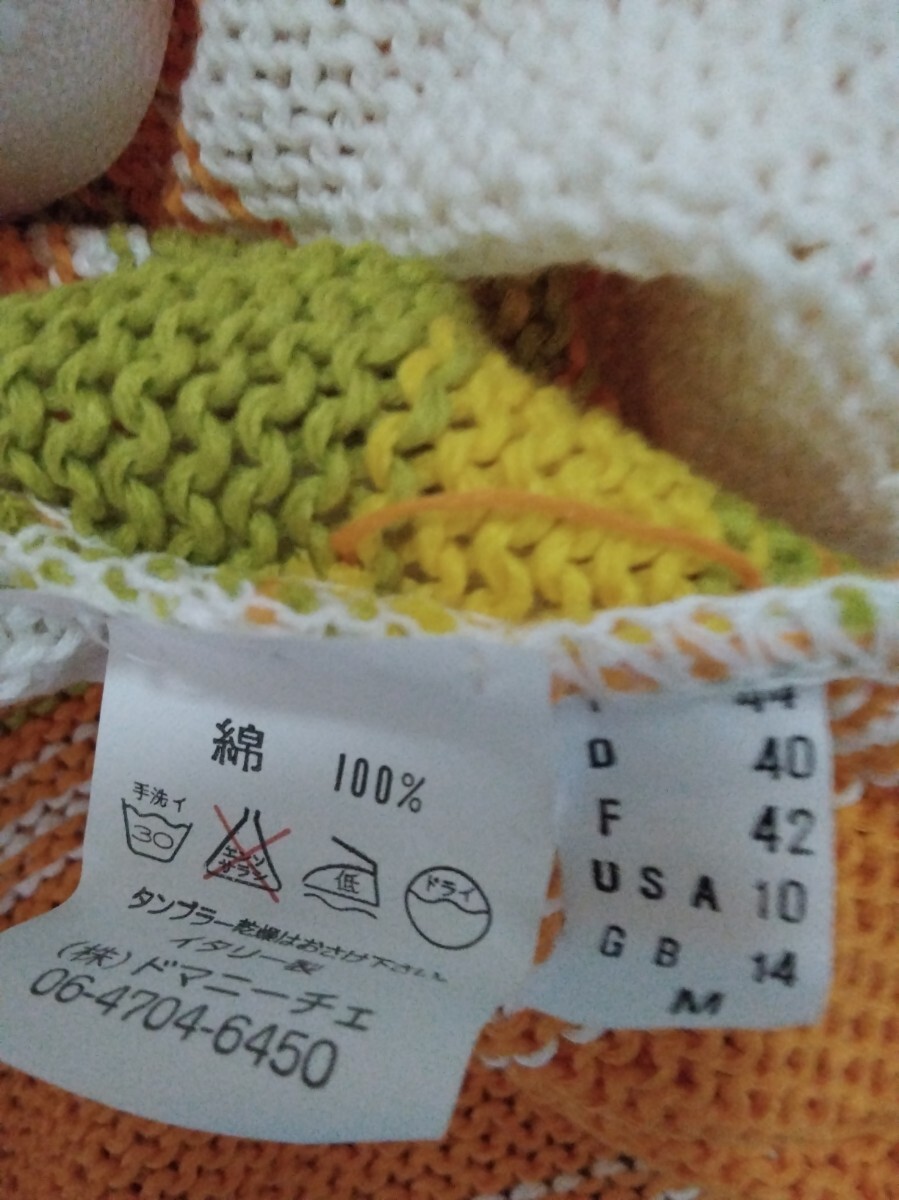 綿 100%
手洗イ
30
エンソ
サラシ
低
ドライ
タンブラー乾燥はおさけ下さい
イタリー製
(株)ドマニーチェ
06-4704-6450
44
D 40
F 42
USA 10
GB 14
M